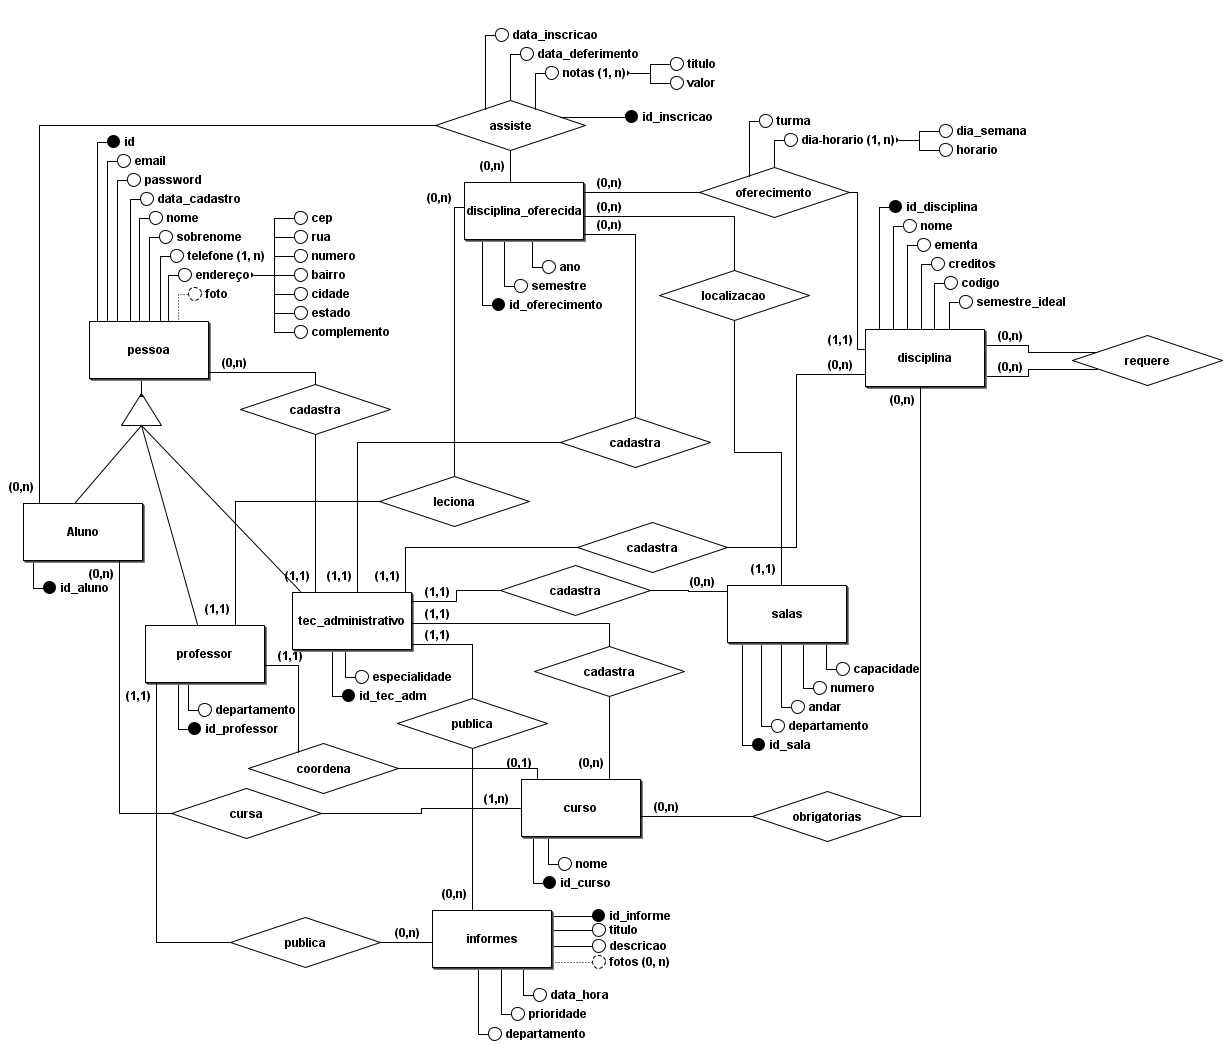 data_inscricao
data_deferimento
notas (1, n)
titulo
valor
assiste
id_inscricao
turma
dia-horario (1, n)
dia_semana
horario
id
email
password
data_cadastro
nome
sobrenome
telefone (1, n)
endereço
foto
cep
rua
numero
bairro
cidade
estado
complemento
pessoa
(0,n)
(0,n)
(0,n)
disciplina_oferecida
(0,n)
(0,n)
(0,n)
ano
semestre
id_oferecimento
oferecimento
id_disciplina
nome
ementa
creditos
codigo
semestre_ideal
localizacao
(1,1)
(0,n)
disciplina
(0,n)
(0,n)
(0,n)
requere
cadastra
cadastra
leciona
(0,n)
Aluno
(0,n)
id_aluno
cadastra
(1,1)
(1,1)
(1,1)
(1,1)
cadastra
(0,n)
(1,1)
salas
(1,1)
tec_administrativo
(1,1)
(1,1)
professor
(1,1)
(1,1)
especialidade
id_tec_adm
departamento
id_professor
cadastra
capacidade
numero
andar
departamento
id_sala
publica
coordena
(0,1)
(0,n)
cursa
(1,n)
curso
(0,n)
obrigatorias
nome
id_curso
(0,n)
publica
(0,n)
informes
id_informe
titulo
descricao
fotos (0, n)
data_hora
prioridade
departamento